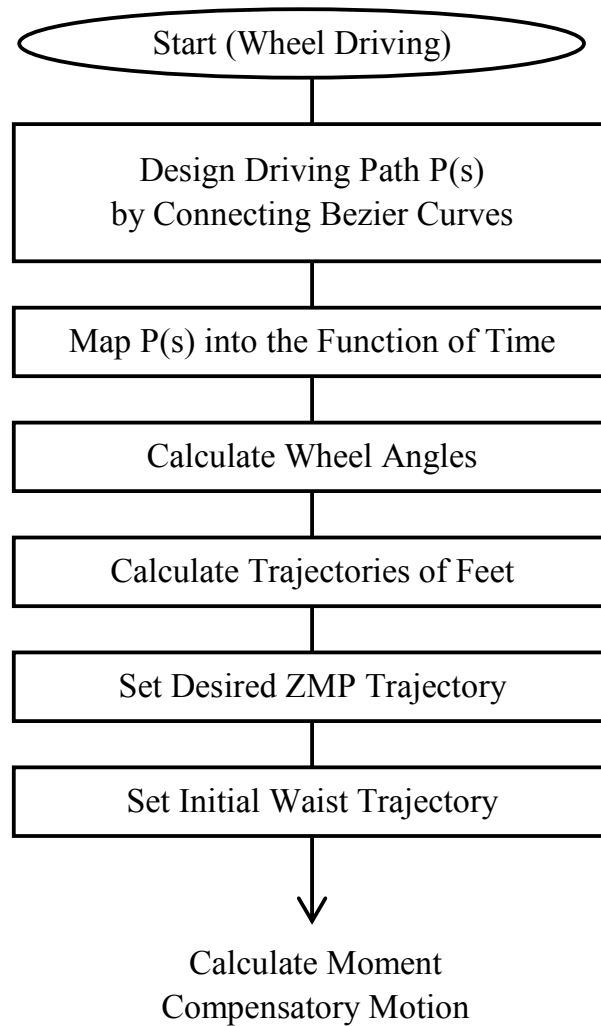 Start (Wheel Driving)
Design Driving Path P(s)
by Connecting Bezier Curves
Map P(s) into the Function of Time
Calculate Wheel Angles
Calculate Trajectories of Feet
Set Desired ZMP Trajectory
Set Initial Waist Trajectory
Calculate Moment
Compensatory Motion